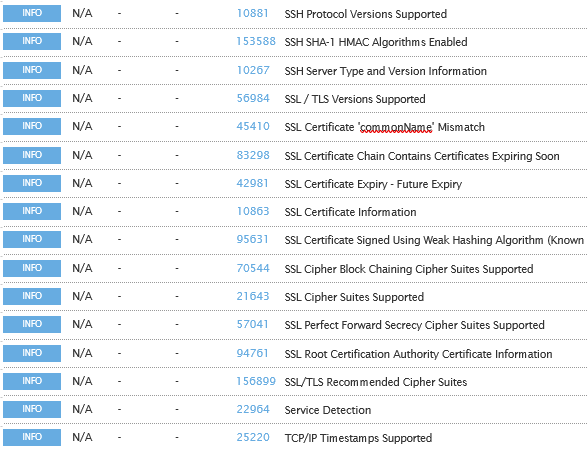 INFO N/A - - 10881 SSH Protocol Versions Supported
INFO N/A - - 153588 SSH SHA-1 HMAC Algorithms Enabled
INFO N/A - - 10267 SSH Server Type and Version Information
INFO N/A - - 56984 SSL / TLS Versions Supported
INFO N/A - - 45410 SSL Certificate 'commonName' Mismatch
INFO N/A - - 83298 SSL Certificate Chain Contains Certificates Expiring Soon
INFO N/A - - 42981 SSL Certificate Expiry - Future Expiry
INFO N/A - - 10863 SSL Certificate Information
INFO N/A - - 95631 SSL Certificate Signed Using Weak Hashing Algorithm (Known
INFO N/A - - 70544 SSL Cipher Block Chaining Cipher Suites Supported
INFO N/A - - 21643 SSL Cipher Suites Supported
INFO N/A - - 57041 SSL Perfect Forward Secrecy Cipher Suites Supported
INFO N/A - - 94761 SSL Root Certification Authority Certificate Information
INFO N/A - - 156899 SSL/TLS Recommended Cipher Suites
INFO N/A - - 22964 Service Detection
INFO N/A - - 25220 TCP/IP Timestamps Supported